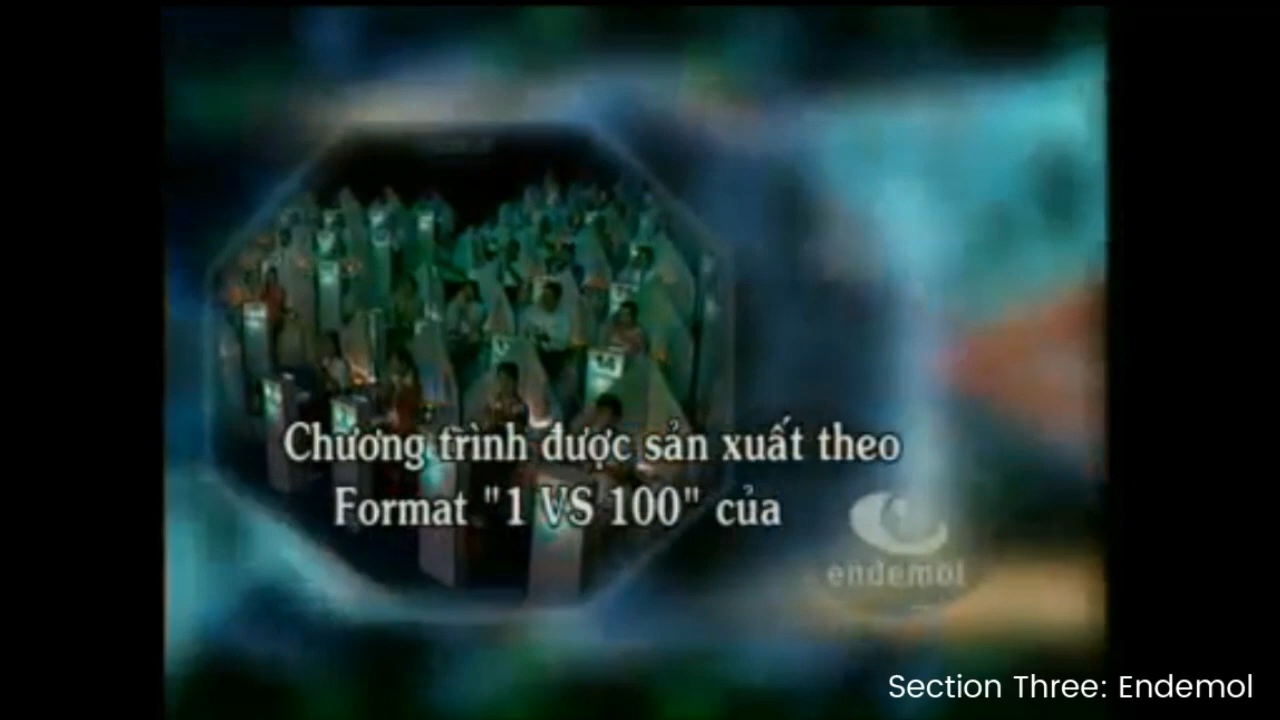 Chương trình được sản xuất theo
Format "1 VS 100" của
endemol
Section Three: Endemol